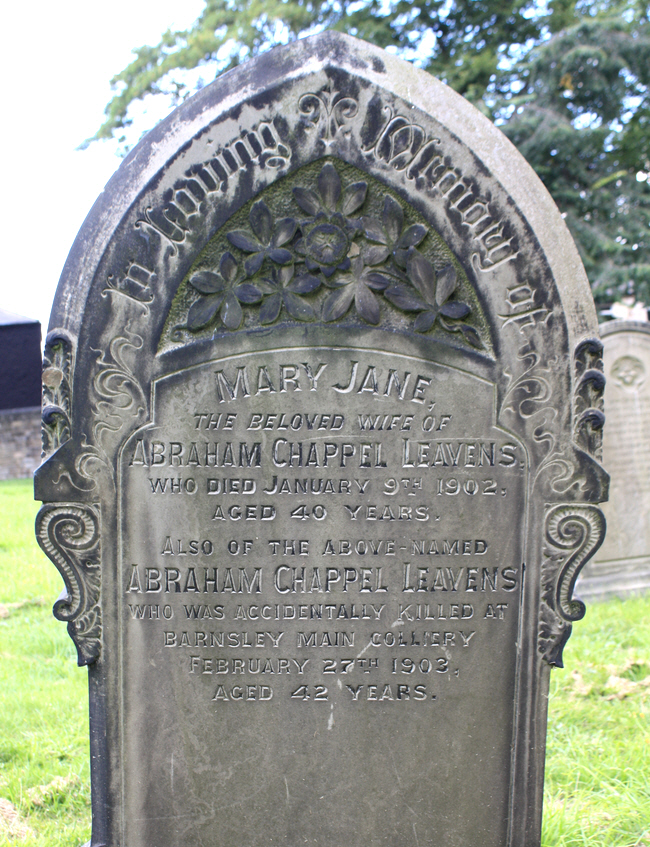 In Loving Memory of
MARY JANE,
THE BELOVED WIFE OF
ABRAHAM CHAPPEL LEAVENS,
WHO DIED JANUARY 9TH 1902,
AGED 40 YEARS.
ALSO OF THE ABOVE-NAMED
ABRAHAM CHAPPEL LEAVENS
WHO WAS ACCIDENTALLY KILLED AT
BARNSLEY MAIN COLLIERY
FEBRUARY 27TH 1903,
AGED 42 YEARS.